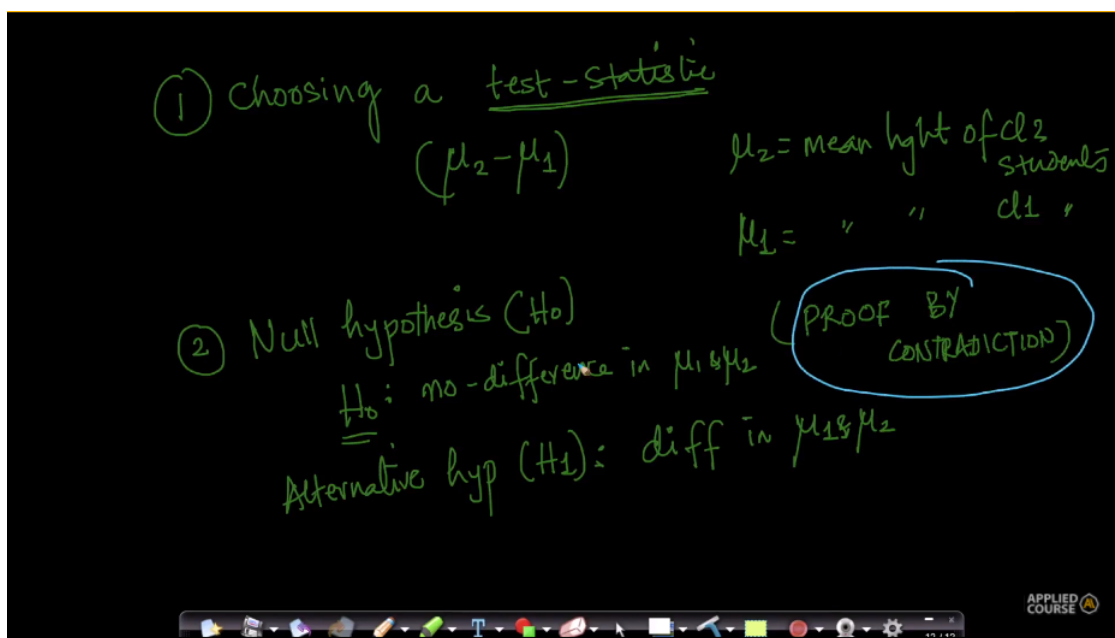 ① Choosing a test-statistic
(μ₂-μ₁)
μ₂= mean hght of cl2
students
μ₁= " " cl1 "
② Null hypothesis (H₀)
(PROOF BY
CONTRADICTION)
H₀: no-difference in μ₁&μ₂
Alternative hyp (H1): diff in μ₁&μ₂
APPLIED
COURSE
T